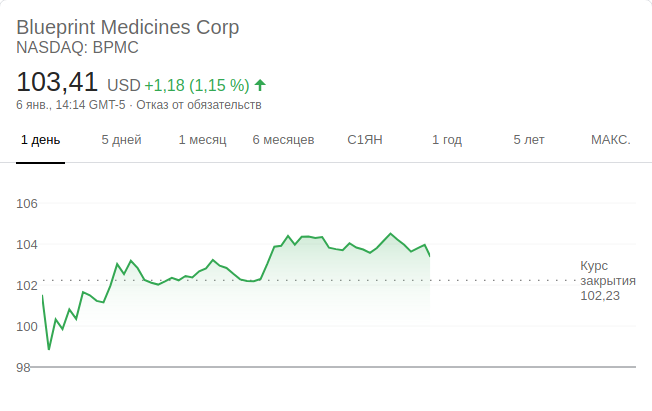 Blueprint Medicines Corp
NASDAQ: BPMC
103,41 USD +1,18 (1,15 %)
6 янв., 14:14 GMT-5 · Отказ от обязательств
1 день 5 дней 1 месяц 6 месяцев С1ЯН 1 год 5 лет МАКС.
106
104
102
100
98
Курс
закрытия
102,23